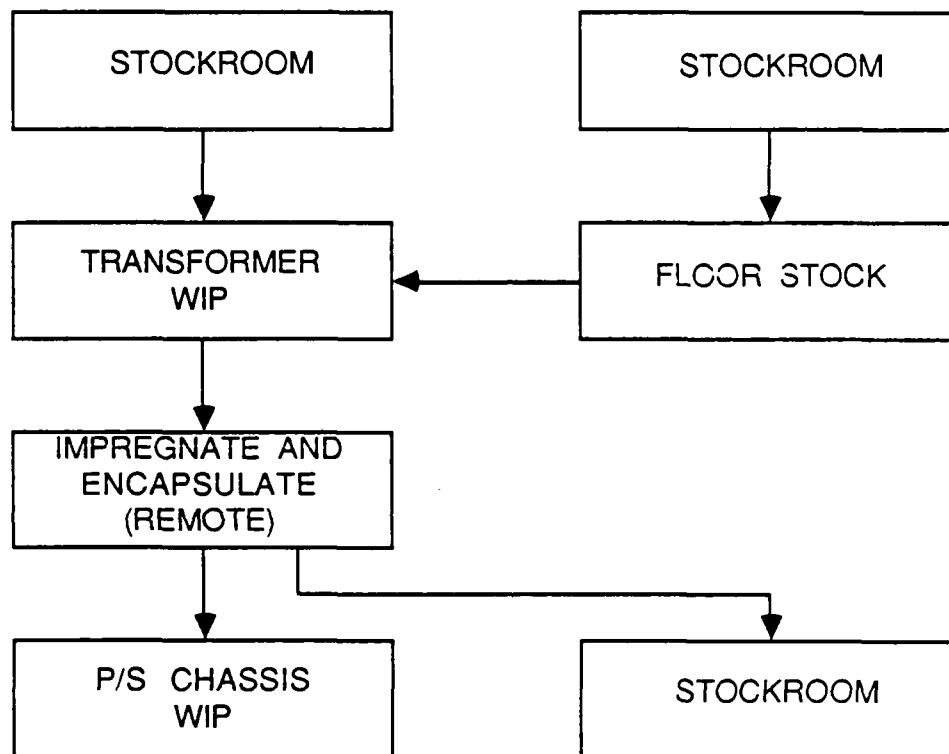 STOCKROOM
STOCKROOM
TRANSFORMER
WIP
FLOOR STOCK
IMPREGNATE AND
ENCAPSULATE
(REMOTE)
P/S CHASSIS
WIP
STOCKROOM